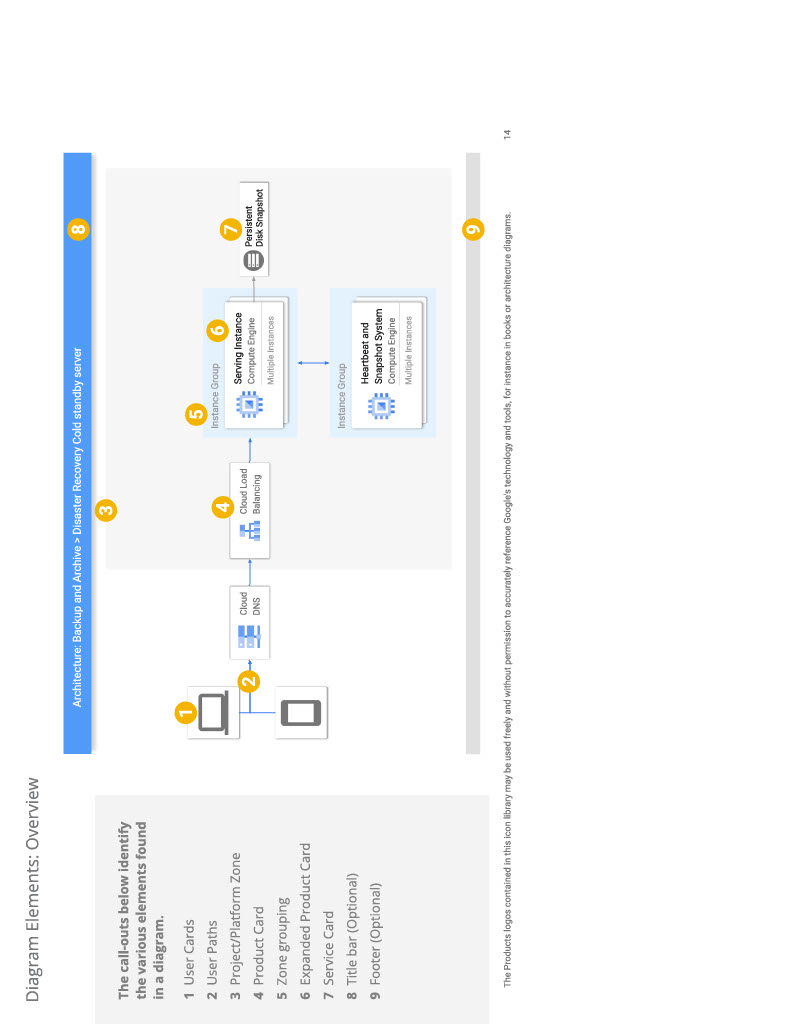 Diagram Elements: Overview
The call-outs below identify
the various elements found
in a diagram.
1 User Cards
2 User Paths
3 Project/Platform Zone
4 Product Card
5 Zone grouping
6 Expanded Product Card
7 Service Card
8 Title bar (Optional)
9 Footer (Optional)
Architecture: Backup and Archive > Disaster Recovery Cold standby server
8
3
1
2
Cloud
DNS
4
Cloud Load
Balancing
5
Instance Group
6
Serving Instance
Compute Engine
Multiple Instances
7
Persistent
Disk Snapshot
Instance Group
Heartbeat and
Snapshot System
Compute Engine
Multiple Instances
9
The Products logos contained in this icon library may be used freely and without permission to accurately reference Google's technology and tools, for instance in books or architecture diagrams.
14